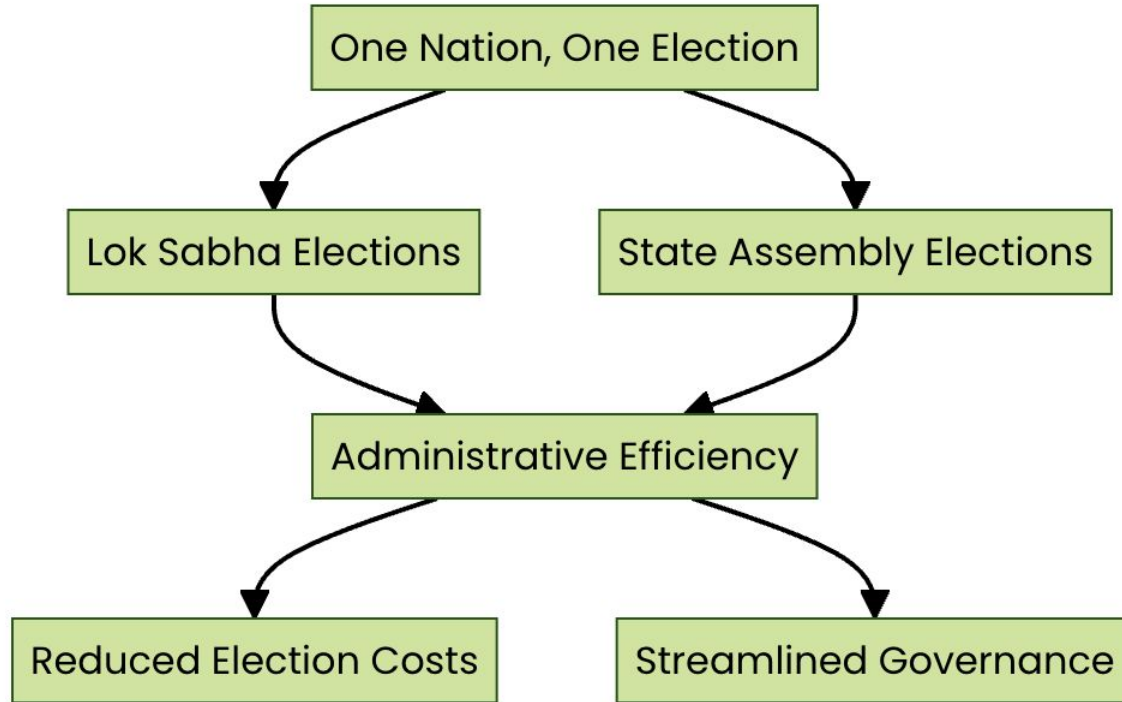 One Nation, One Election
Lok Sabha Elections
State Assembly Elections
Administrative Efficiency
Reduced Election Costs
Streamlined Governance